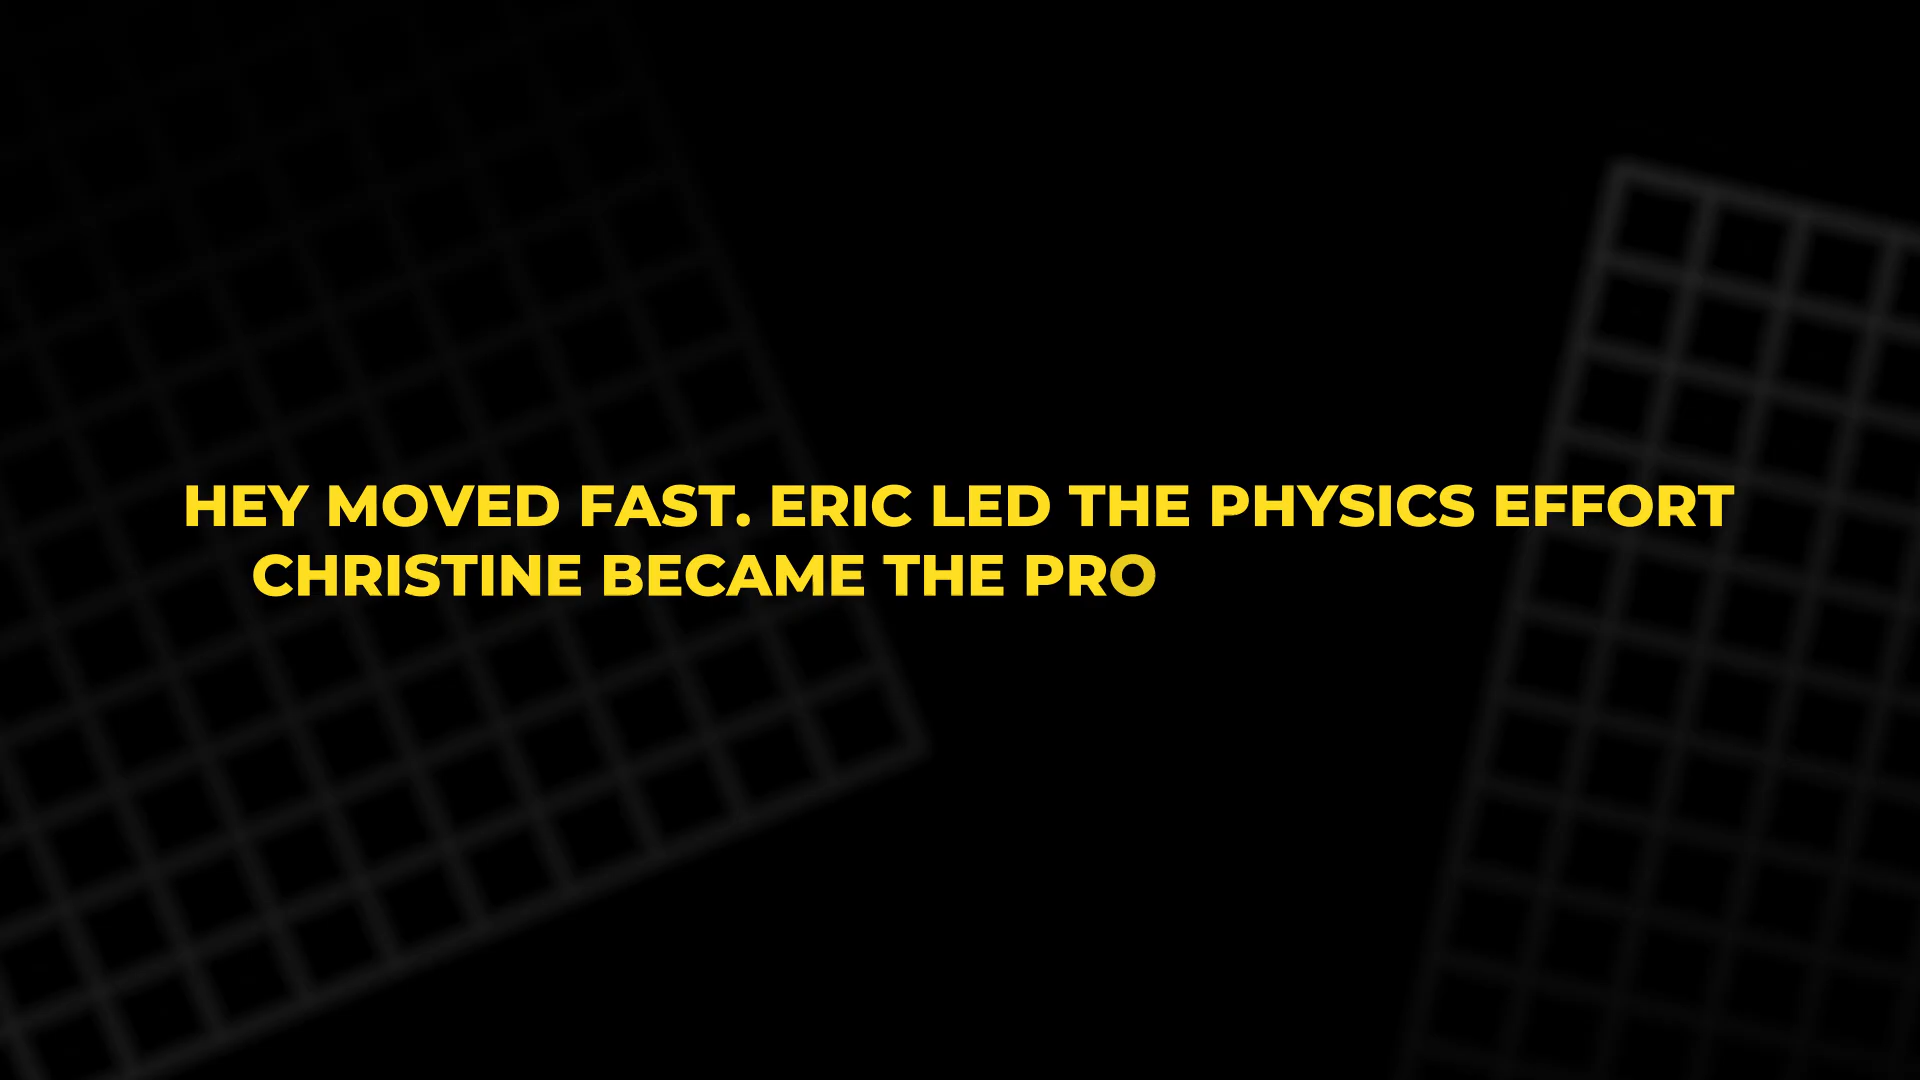 HEY MOVED FAST. ERIC LED THE PHYSICS EFFORT
CHRISTINE BECAME THE PRO